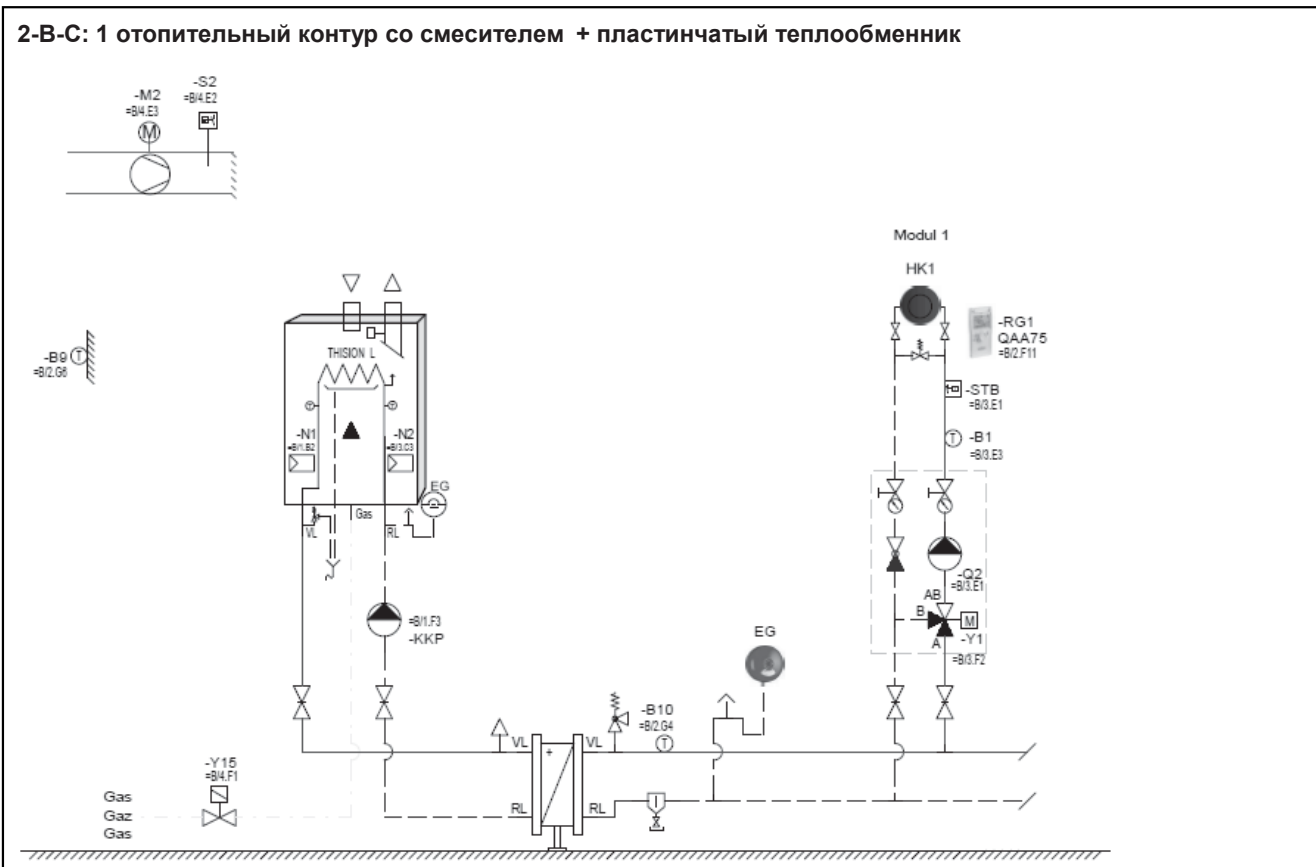 2-B-C: 1 отопительный контур со смесителем + пластинчатый теплообменник
-S2
=B/4.E2
-M2
=B/4.E3
M
Modul 1
HK1
-RG1
QAA75
=B/2.F11
-B9
T
=B/2.G6
THISION L
-STB
=B/3.E1
T
T
-N1
=B/1.B2
-N2
=B/3.C3
T
-B1
=B/3.E3
EG
Gas
VL
RL
-Q2
=B/3.E1
AB
B
M
-Y1
A
=B/3.F2
=B/1.F3
-KKP
EG
-B10
=B/2.G4
T
VL
+
VL
-Y15
=B/4.F1
RL
RL
Gas
Gaz
Gas